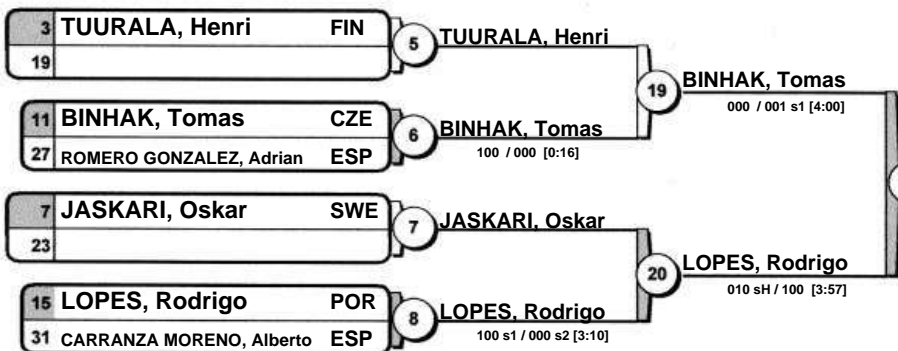 3 TUURALA, Henri FIN
19
5 TUURALA, Henri
11 BINHAK, Tomas CZE
27 ROMERO GONZALEZ, Adrian ESP
6 BINHAK, Tomas
100 / 000 [0:16]
19 BINHAK, Tomas
000 / 001 s1 [4:00]
7 JASKARI, Oskar SWE
23
7 JASKARI, Oskar
15 LOPES, Rodrigo POR
31 CARRANZA MORENO, Alberto ESP
8 LOPES, Rodrigo
100 s1 / 000 s2 [3:10]
20 LOPES, Rodrigo
010 sH / 100 [3:57]